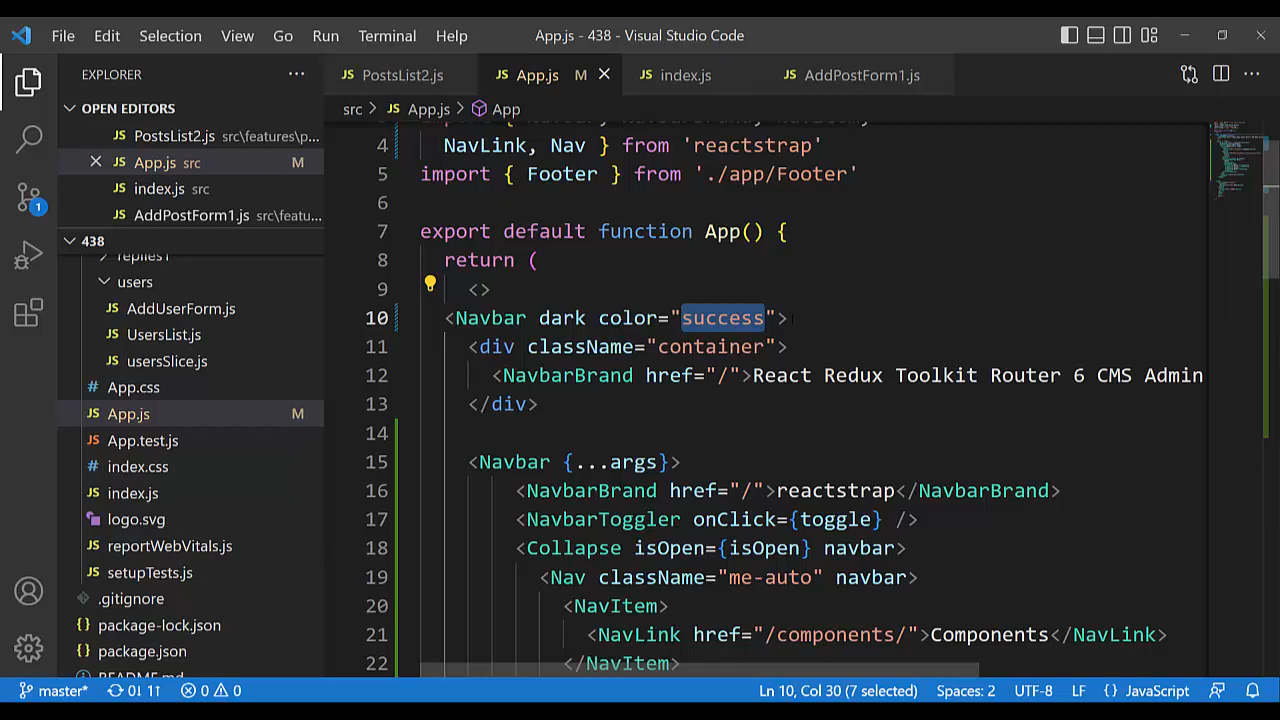 File Edit Selection View Go Run Terminal Help App.js - 438 - Visual Studio Code
EXPLORER
OPEN EDITORS
PostsList2.js src\features\p...
App.js src M
index.js src
AddPostForm1.js src\featu...
438
replies1
users
AddUserForm.js
UsersList.js
usersSlice.js
App.css
App.js M
App.test.js
index.css
index.js
logo.svg
reportWebVitals.js
setupTests.js
.gitignore
package-lock.json
package.json
README.md
1
PostsList2.js App.js M index.js AddPostForm1.js
src > App.js > App
4 NavLink, Nav } from 'reactstrap'
5 import { Footer } from './app/Footer'
6
7 export default function App() {
8 return (
9 <>
10 <Navbar dark color="success">
11 <div className="container">
12 <NavbarBrand href="/">React Redux Toolkit Router 6 CMS Admin
13 </div>
14
15 <Navbar {...args}>
16 <NavbarBrand href="/">reactstrap</NavbarBrand>
17 <NavbarToggler onClick={toggle} />
18 <Collapse isOpen={isOpen} navbar>
19 <Nav className="me-auto" navbar>
20 <NavItem>
21 <NavLink href="/components/">Components</NavLink>
22 </NavItem>
master* 0↓ 1↑ 0 0 Ln 10, Col 30 (7 selected) Spaces: 2 UTF-8 LF {} JavaScript